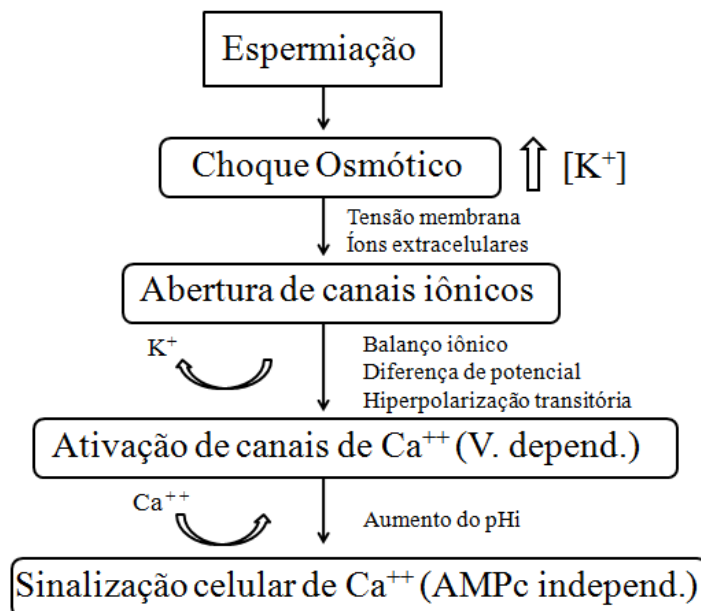 Espermiação
Choque Osmótico
[K⁺]
Tensão membrana
Íons extracelulares
Abertura de canais iônicos
K⁺
Balanço iônico
Diferença de potencial
Hiperpolarização transitória
Ativação de canais de Ca⁺⁺ (V. depend.)
Ca⁺⁺
Aumento do pHi
Sinalização celular de Ca⁺⁺ (AMPc independ.)